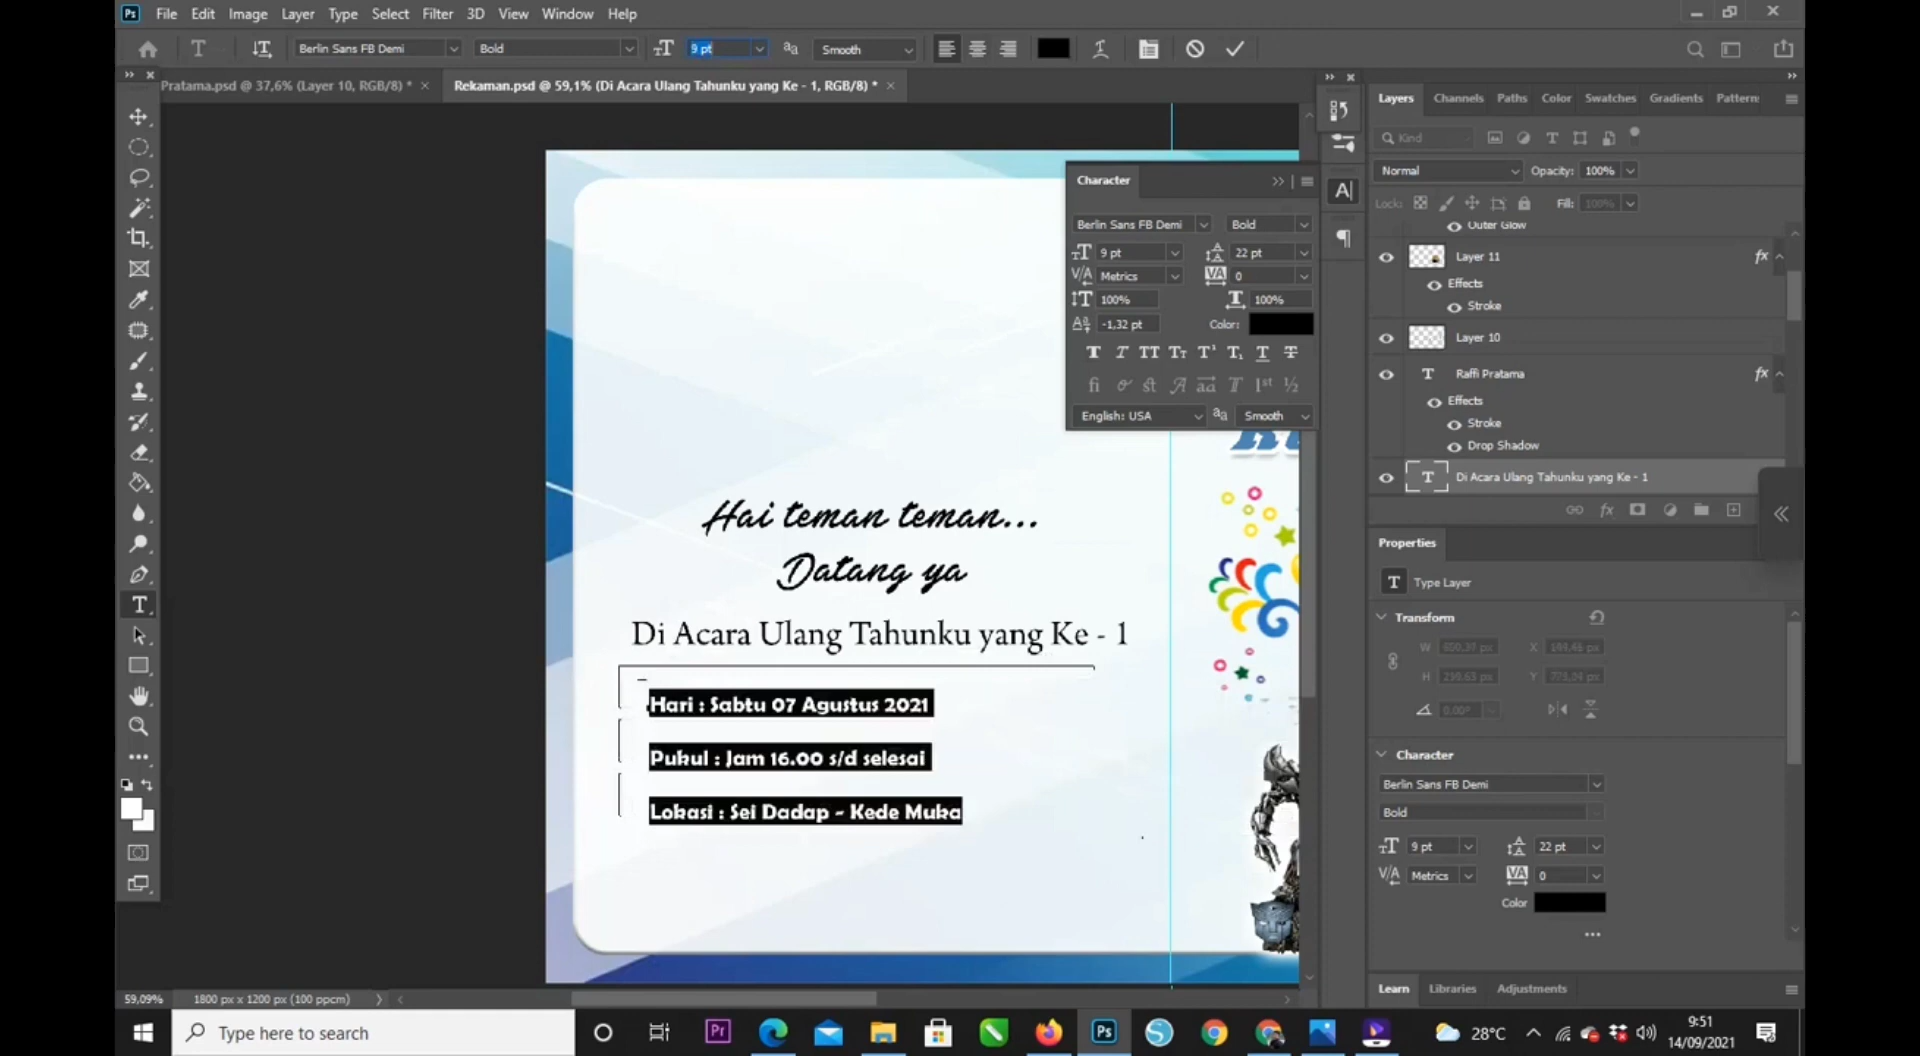 File Edit Image Layer Type Select Filter 3D View Window Help
Berlin Sans FB Demi Bold 9 pt Smooth
Pratama.psd @ 37,6% (Layer 10, RGB/8) *
Rekaman.psd @ 59,1% (Di Acara Ulang Tahunku yang Ke - 1, RGB/8) *
Hai teman teman...
Datang ya
Di Acara Ulang Tahunku yang Ke - 1
Hari : Sabtu 07 Agustus 2021
Pukul : Jam 16.00 s/d selesai
Lokasi : Sei Dadap - Kede Muka
Character
Berlin Sans FB Demi Bold
9 pt 22 pt
Metrics 0
100% 100%
-1,32 pt Color:
English: USA Smooth
Layers Channels Paths Color Swatches Gradients Pattern
Kind
Normal Opacity: 100%
Lock: Fill: 100%
Outer Glow
Layer 11 fx
Effects
Stroke
Layer 10
Raffi Pratama fx
Effects
Stroke
Drop Shadow
Di Acara Ulang Tahunku yang Ke - 1
Properties
Type Layer
Transform
W X
H Y
0.00°
Character
Berlin Sans FB Demi
Bold
9 pt 22 pt
Metrics 0
Color
Learn Libraries Adjustments
59,09% 1800 px x 1200 px (100 ppcm)
Type here to search
28°C
9:51
14/09/2021